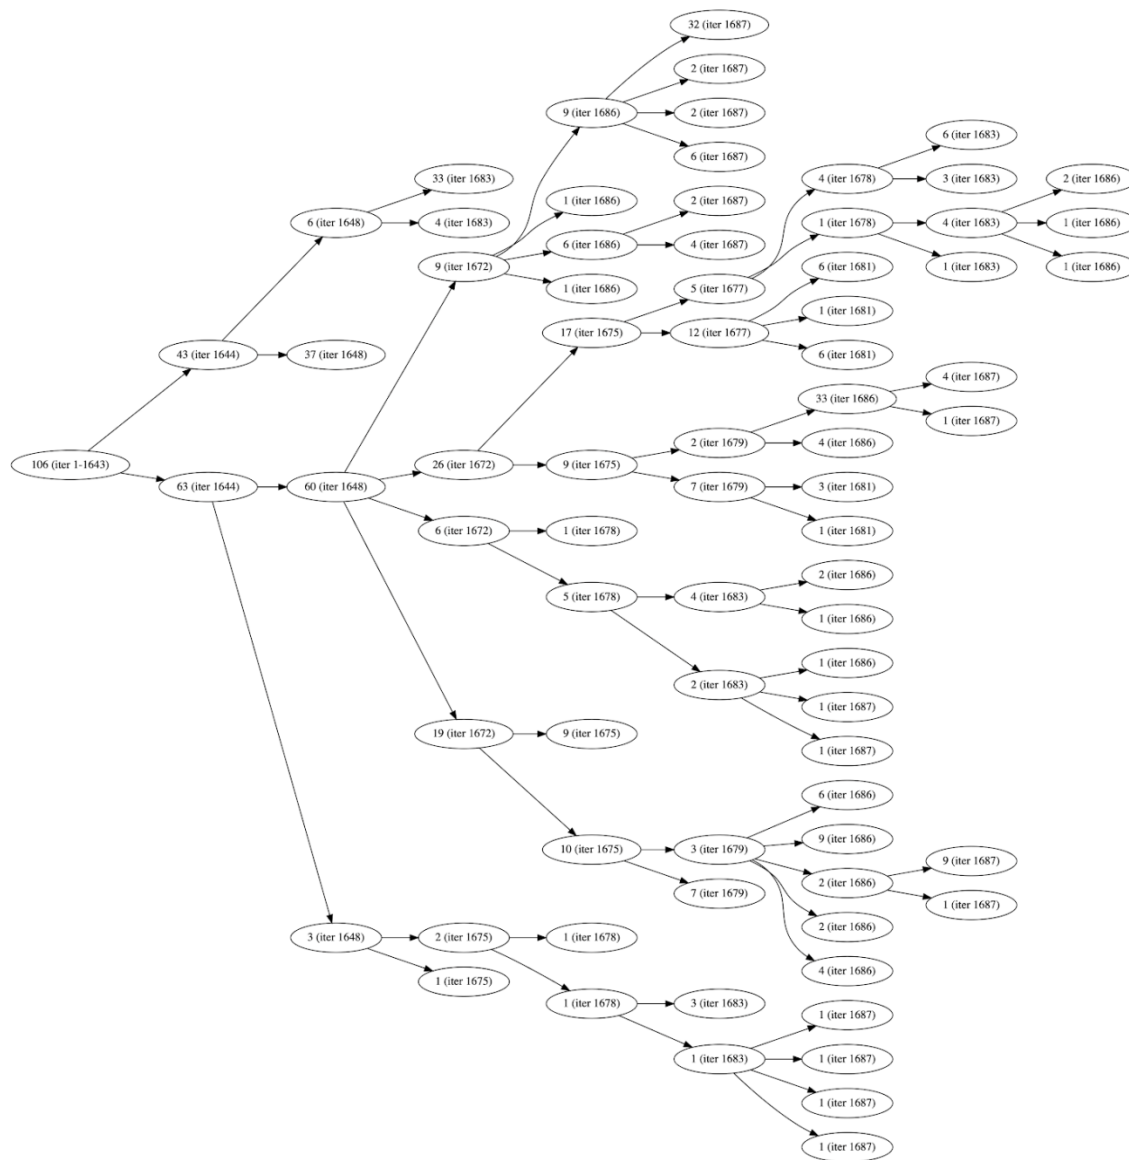 32 (iter 1687)
2 (iter 1687)
9 (iter 1686)
2 (iter 1687)
6 (iter 1687)
6 (iter 1683)
33 (iter 1683)
4 (iter 1678)
3 (iter 1683)
2 (iter 1686)
1 (iter 1686)
2 (iter 1687)
6 (iter 1648)
4 (iter 1683)
1 (iter 1678)
4 (iter 1683)
1 (iter 1686)
6 (iter 1686)
4 (iter 1687)
9 (iter 1672)
6 (iter 1681)
1 (iter 1683)
1 (iter 1686)
1 (iter 1686)
5 (iter 1677)
1 (iter 1681)
17 (iter 1675)
12 (iter 1677)
43 (iter 1644)
37 (iter 1648)
6 (iter 1681)
4 (iter 1687)
33 (iter 1686)
1 (iter 1687)
2 (iter 1679)
4 (iter 1686)
106 (iter 1-1643)
26 (iter 1672)
9 (iter 1675)
63 (iter 1644)
60 (iter 1648)
7 (iter 1679)
3 (iter 1681)
6 (iter 1672)
1 (iter 1678)
1 (iter 1681)
2 (iter 1686)
5 (iter 1678)
4 (iter 1683)
1 (iter 1686)
1 (iter 1686)
2 (iter 1683)
1 (iter 1687)
19 (iter 1672)
9 (iter 1675)
1 (iter 1687)
6 (iter 1686)
9 (iter 1686)
10 (iter 1675)
3 (iter 1679)
9 (iter 1687)
2 (iter 1686)
7 (iter 1679)
1 (iter 1687)
2 (iter 1686)
3 (iter 1648)
2 (iter 1675)
1 (iter 1678)
4 (iter 1686)
1 (iter 1675)
1 (iter 1678)
3 (iter 1683)
1 (iter 1687)
1 (iter 1683)
1 (iter 1687)
1 (iter 1687)
1 (iter 1687)